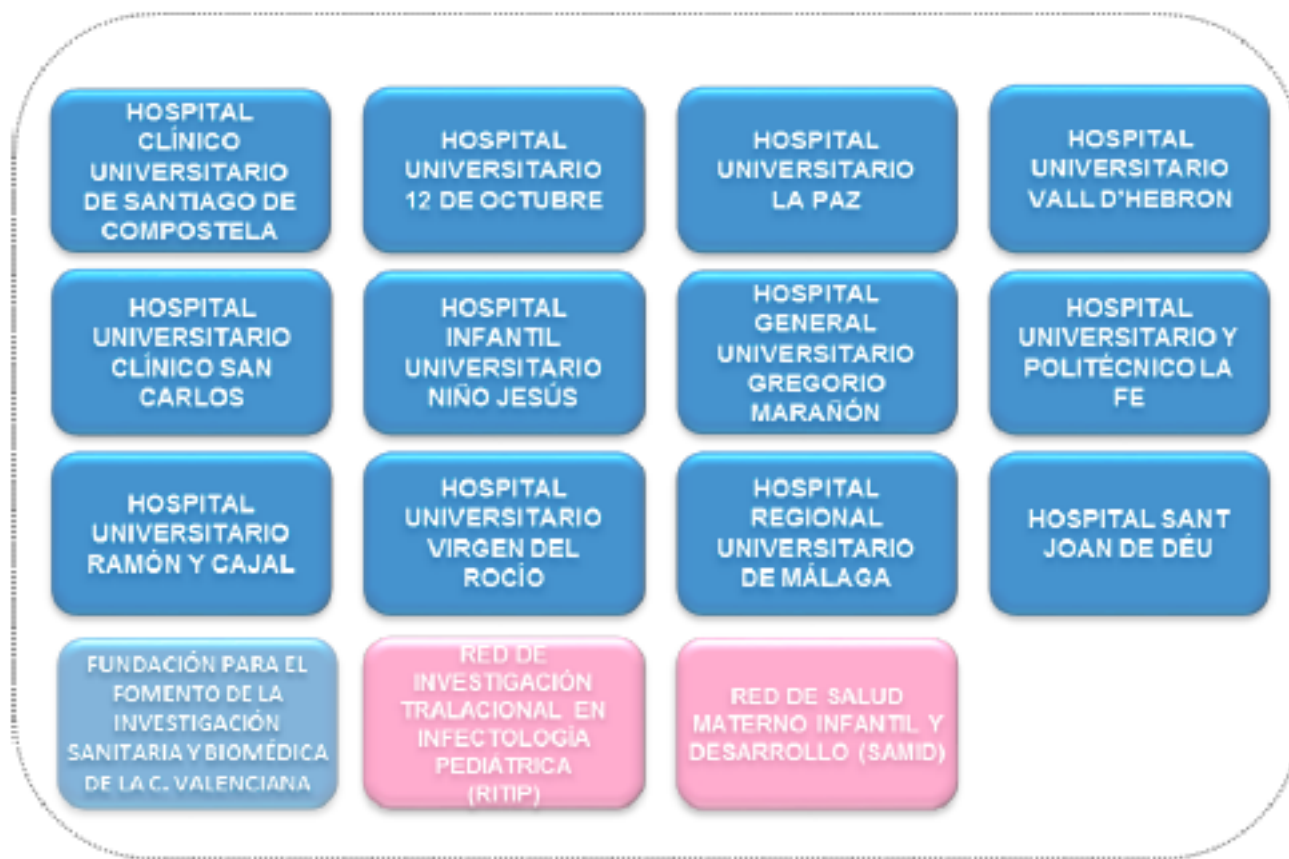 HOSPITAL
CLÍNICO
UNIVERSITARIO
DE SANTIAGO DE
COMPOSTELA
HOSPITAL
UNIVERSITARIO
12 DE OCTUBRE
HOSPITAL
UNIVERSITARIO
LA PAZ
HOSPITAL
UNIVERSITARIO
VALL D'HEBRON
HOSPITAL
UNIVERSITARIO
CLÍNICO SAN
CARLOS
HOSPITAL
INFANTIL
UNIVERSITARIO
NIÑO JESÚS
HOSPITAL
GENERAL
UNIVERSITARIO
GREGORIO
MARAÑÓN
HOSPITAL
UNIVERSITARIO Y
POLITÉCNICO LA
FE
HOSPITAL
UNIVERSITARIO
RAMÓN Y CAJAL
HOSPITAL
UNIVERSITARIO
VIRGEN DEL
ROCÍO
HOSPITAL
REGIONAL
UNIVERSITARIO
DE MÁLAGA
HOSPITAL SANT
JOAN DE DÉU
FUNDACIÓN PARA EL
FOMENTO DE LA
INVESTIGACIÓN
SANITARIA Y BIOMÉDICA
DE LA C. VALENCIANA
RED DE
INVESTIGACIÓN
TRALACIONAL EN
INFECTOLOGÍA
PEDIÁTRICA
(RITIP)
RED DE SALUD
MATERNO INFANTIL Y
DESARROLLO (SAMID)